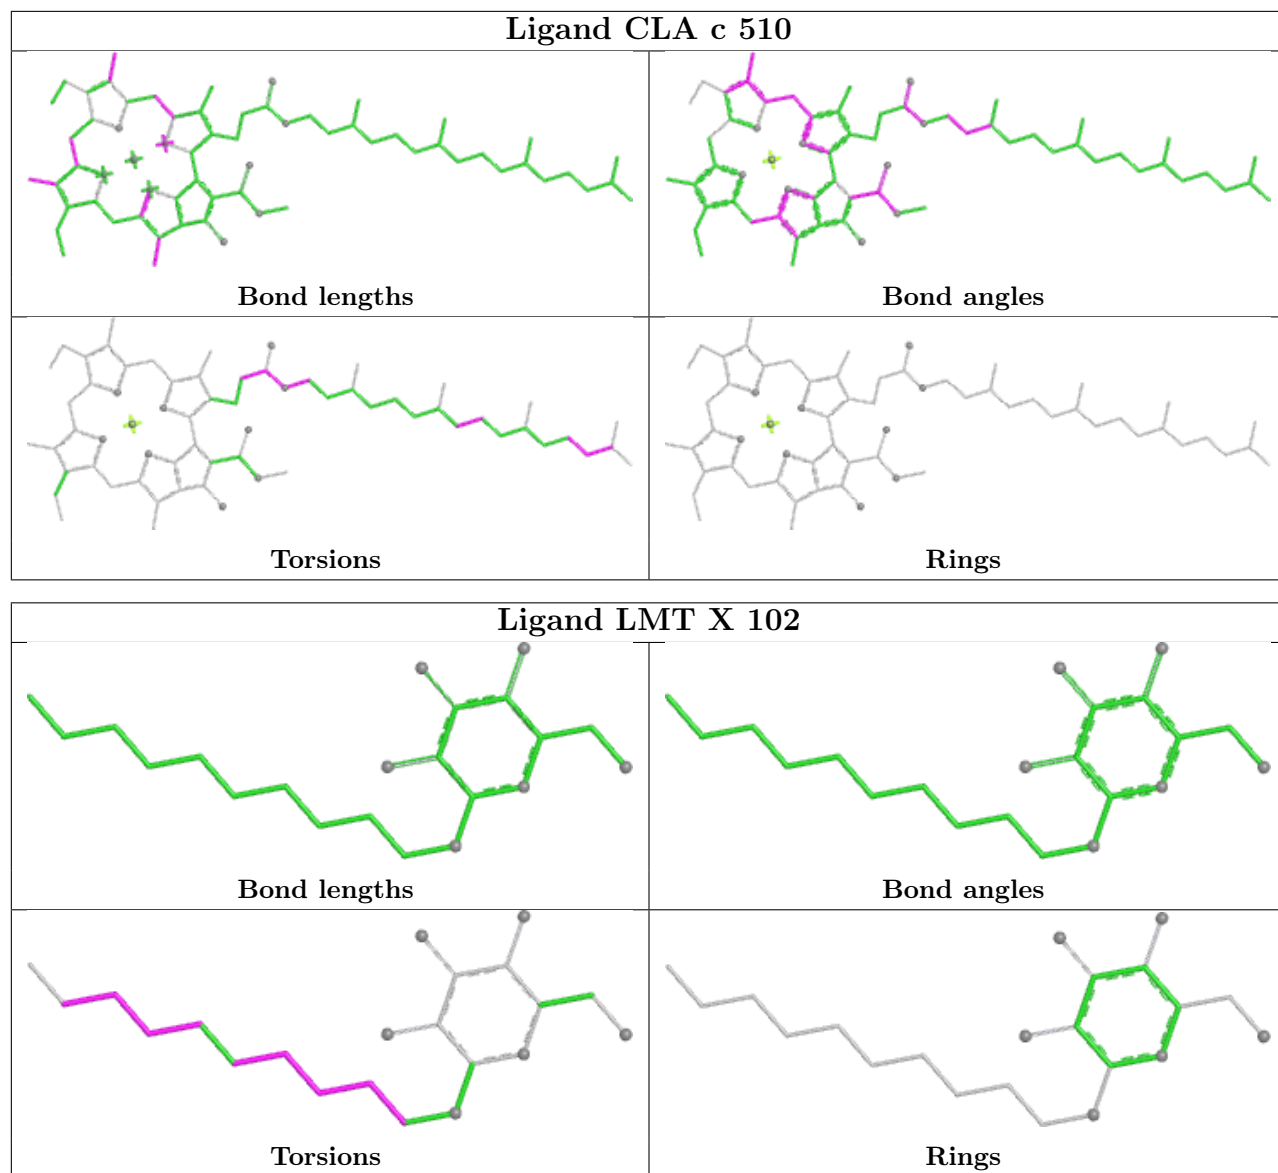 Ligand CLA c 510
Bond lengths
Bond angles
Torsions
Rings
Ligand LMT X 102
Bond lengths
Bond angles
Torsions
Rings